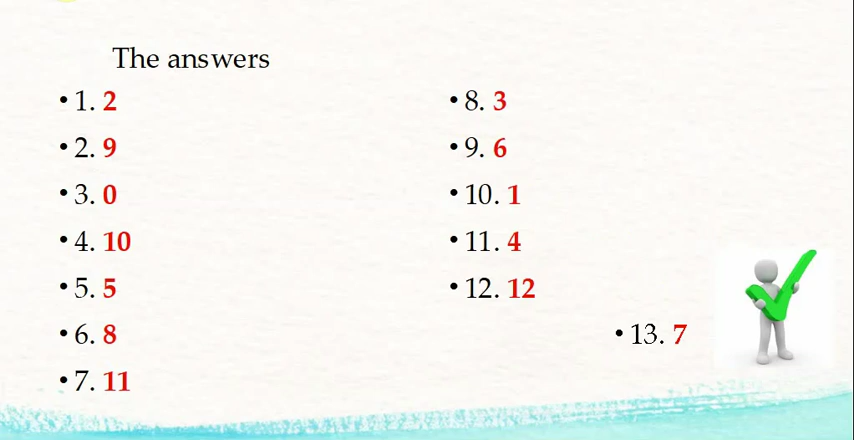 The answers
• 1. 2
• 2. 9
• 3. 0
• 4. 10
• 5. 5
• 6. 8
• 7. 11
• 8. 3
• 9. 6
• 10. 1
• 11. 4
• 12. 12
• 13. 7